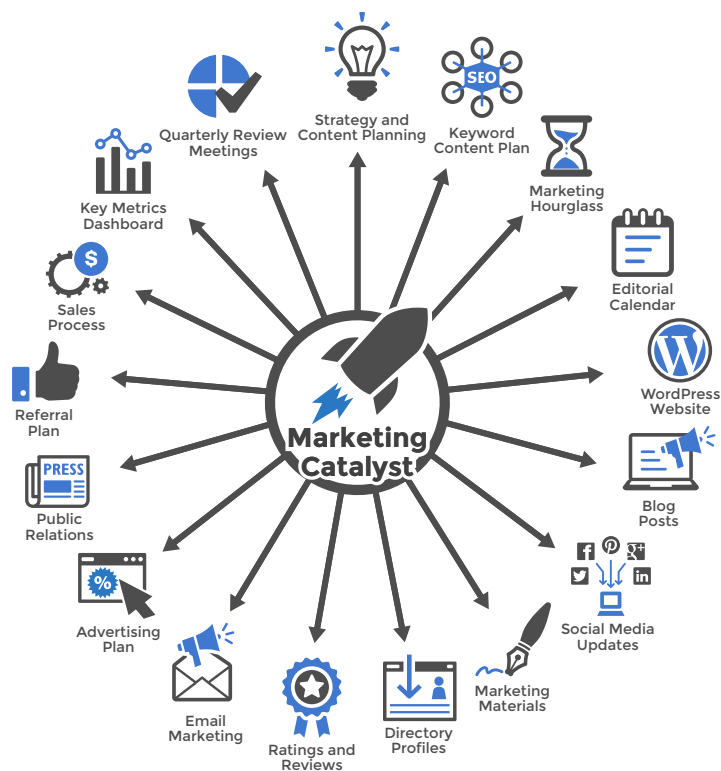 Strategy and
Content Planning
SEO
Keyword
Content Plan
Marketing
Hourglass
Editorial
Calendar
WordPress
Website
Blog
Posts
Social Media
Updates
Marketing
Materials
Directory
Profiles
Ratings and
Reviews
Email
Marketing
%
Advertising
Plan
PRESS
Public
Relations
Referral
Plan
$
Sales
Process
Key Metrics
Dashboard
Quarterly Review
Meetings
Marketing
Catalyst
W
f
g+
in